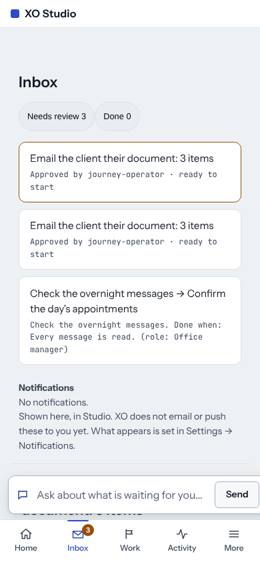 XO Studio
Inbox
Needs review 3
Done 0
Email the client their document: 3 items
Approved by journey-operator · ready to
start
Email the client their document: 3 items
Approved by journey-operator · ready to
start
Check the overnight messages → Confirm
the day's appointments
Check the overnight messages. Done when:
Every message is read. (role: Office
manager)
Notifications
No notifications.
Shown here, in Studio. XO does not email or push
these to you yet. What appears is set in Settings →
Notifications.
Ask about what is waiting for you...
Send
3
Home
Inbox
Work
Activity
More